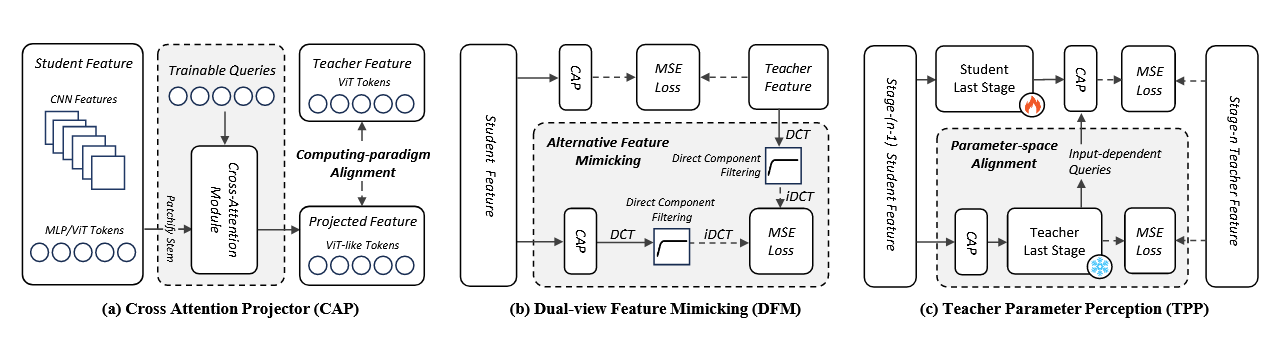 Student Feature
CNN Features
MLP/ViT Tokens
Patchify Stem
Trainable Queries
Cross-Attention
Module
Teacher Feature
ViT Tokens
Computing-paradigm
Alignment
Projected Feature
ViT-like Tokens
(a) Cross Attention Projector (CAP)
Student Feature
CAP
MSE
Loss
Teacher
Feature
DCT
Alternative Feature
Mimicking
Direct Component
Filtering
iDCT
CAP
DCT
Direct Component
Filtering
iDCT
MSE
Loss
(b) Dual-view Feature Mimicking (DFM)
Stage-(n-1) Student Feature
Student
Last Stage
CAP
MSE
Loss
Stage-n Teacher Feature
Parameter-space
Alignment
Input-dependent
Queries
CAP
Teacher
Last Stage
MSE
Loss
(c) Teacher Parameter Perception (TPP)